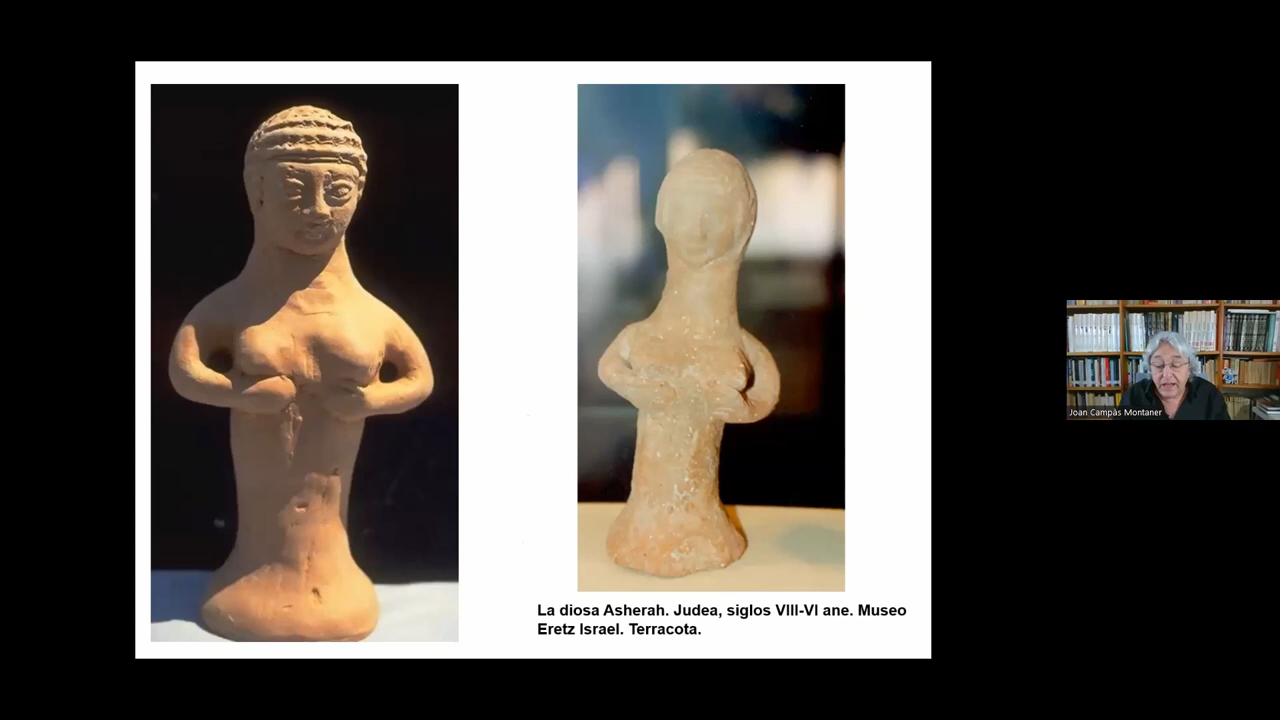 La diosa Asherah. Judea, siglos VIII-VI ane. Museo
Eretz Israel. Terracota.
Joan Campàs Montaner